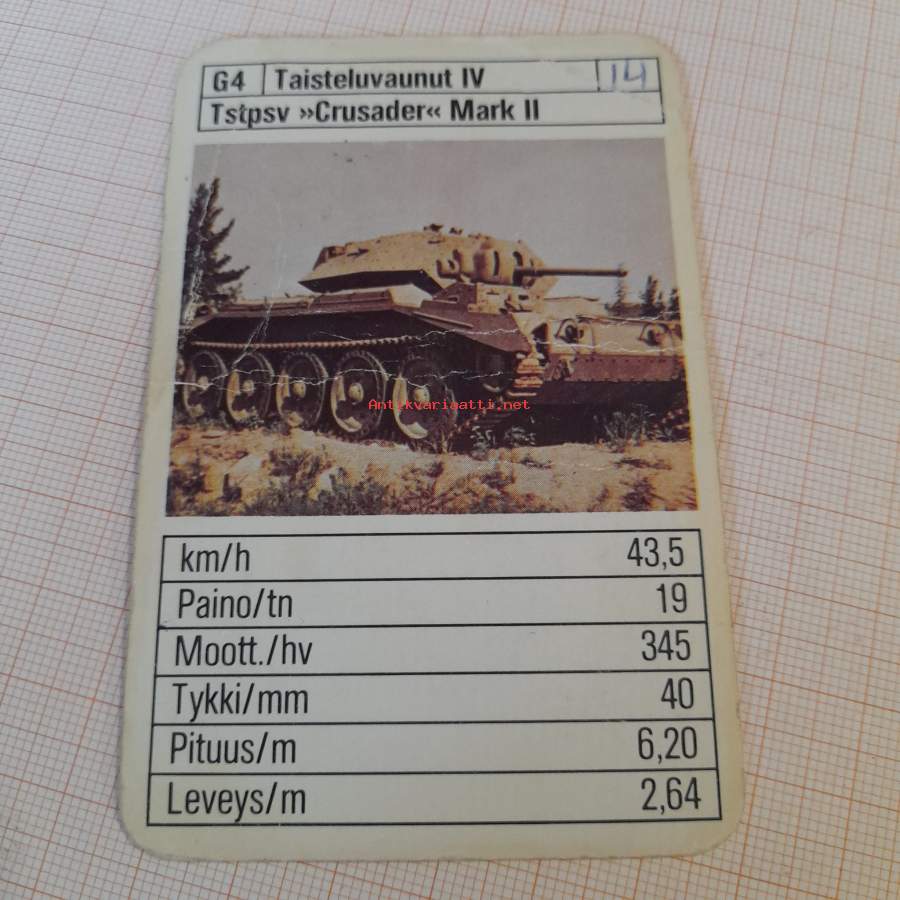 G4 Taisteluvaunut IV 14
Tstpsv »Crusader« Mark II
Antikvariaatti.net
km/h 43,5
Paino/tn 19
Moott./hv 345
Tykki/mm 40
Pituus/m 6,20
Leveys/m 2,64